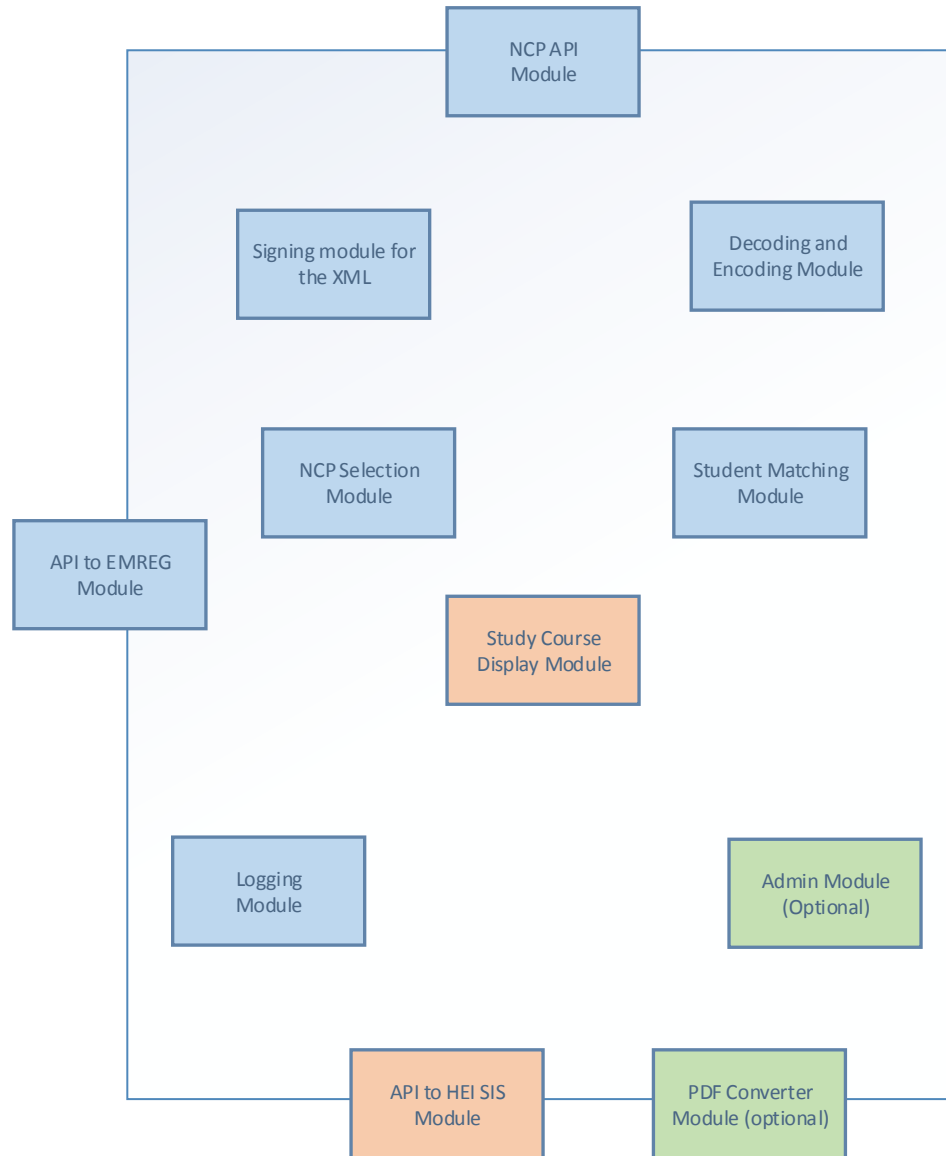 NCP API
Module
Signing module for
the XML
Decoding and
Encoding Module
NCP Selection
Module
Student Matching
Module
API to EMREG
Module
Study Course
Display Module
Logging
Module
Admin Module
(Optional)
API to HEI SIS
Module
PDF Converter
Module (optional)